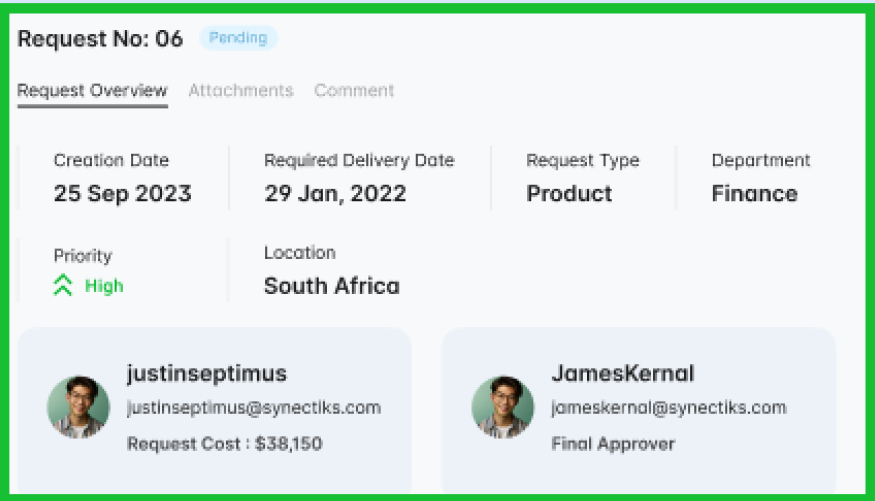 Request No: 06 Pending
Request Overview Attachments Comment
Creation Date Required Delivery Date Request Type Department
25 Sep 2023 29 Jan, 2022 Product Finance
Priority Location
High South Africa
justinseptimus JamesKernal
justinseptimus@synectiks.com jameskernal@synectiks.com
Request Cost : $38,150 Final Approver